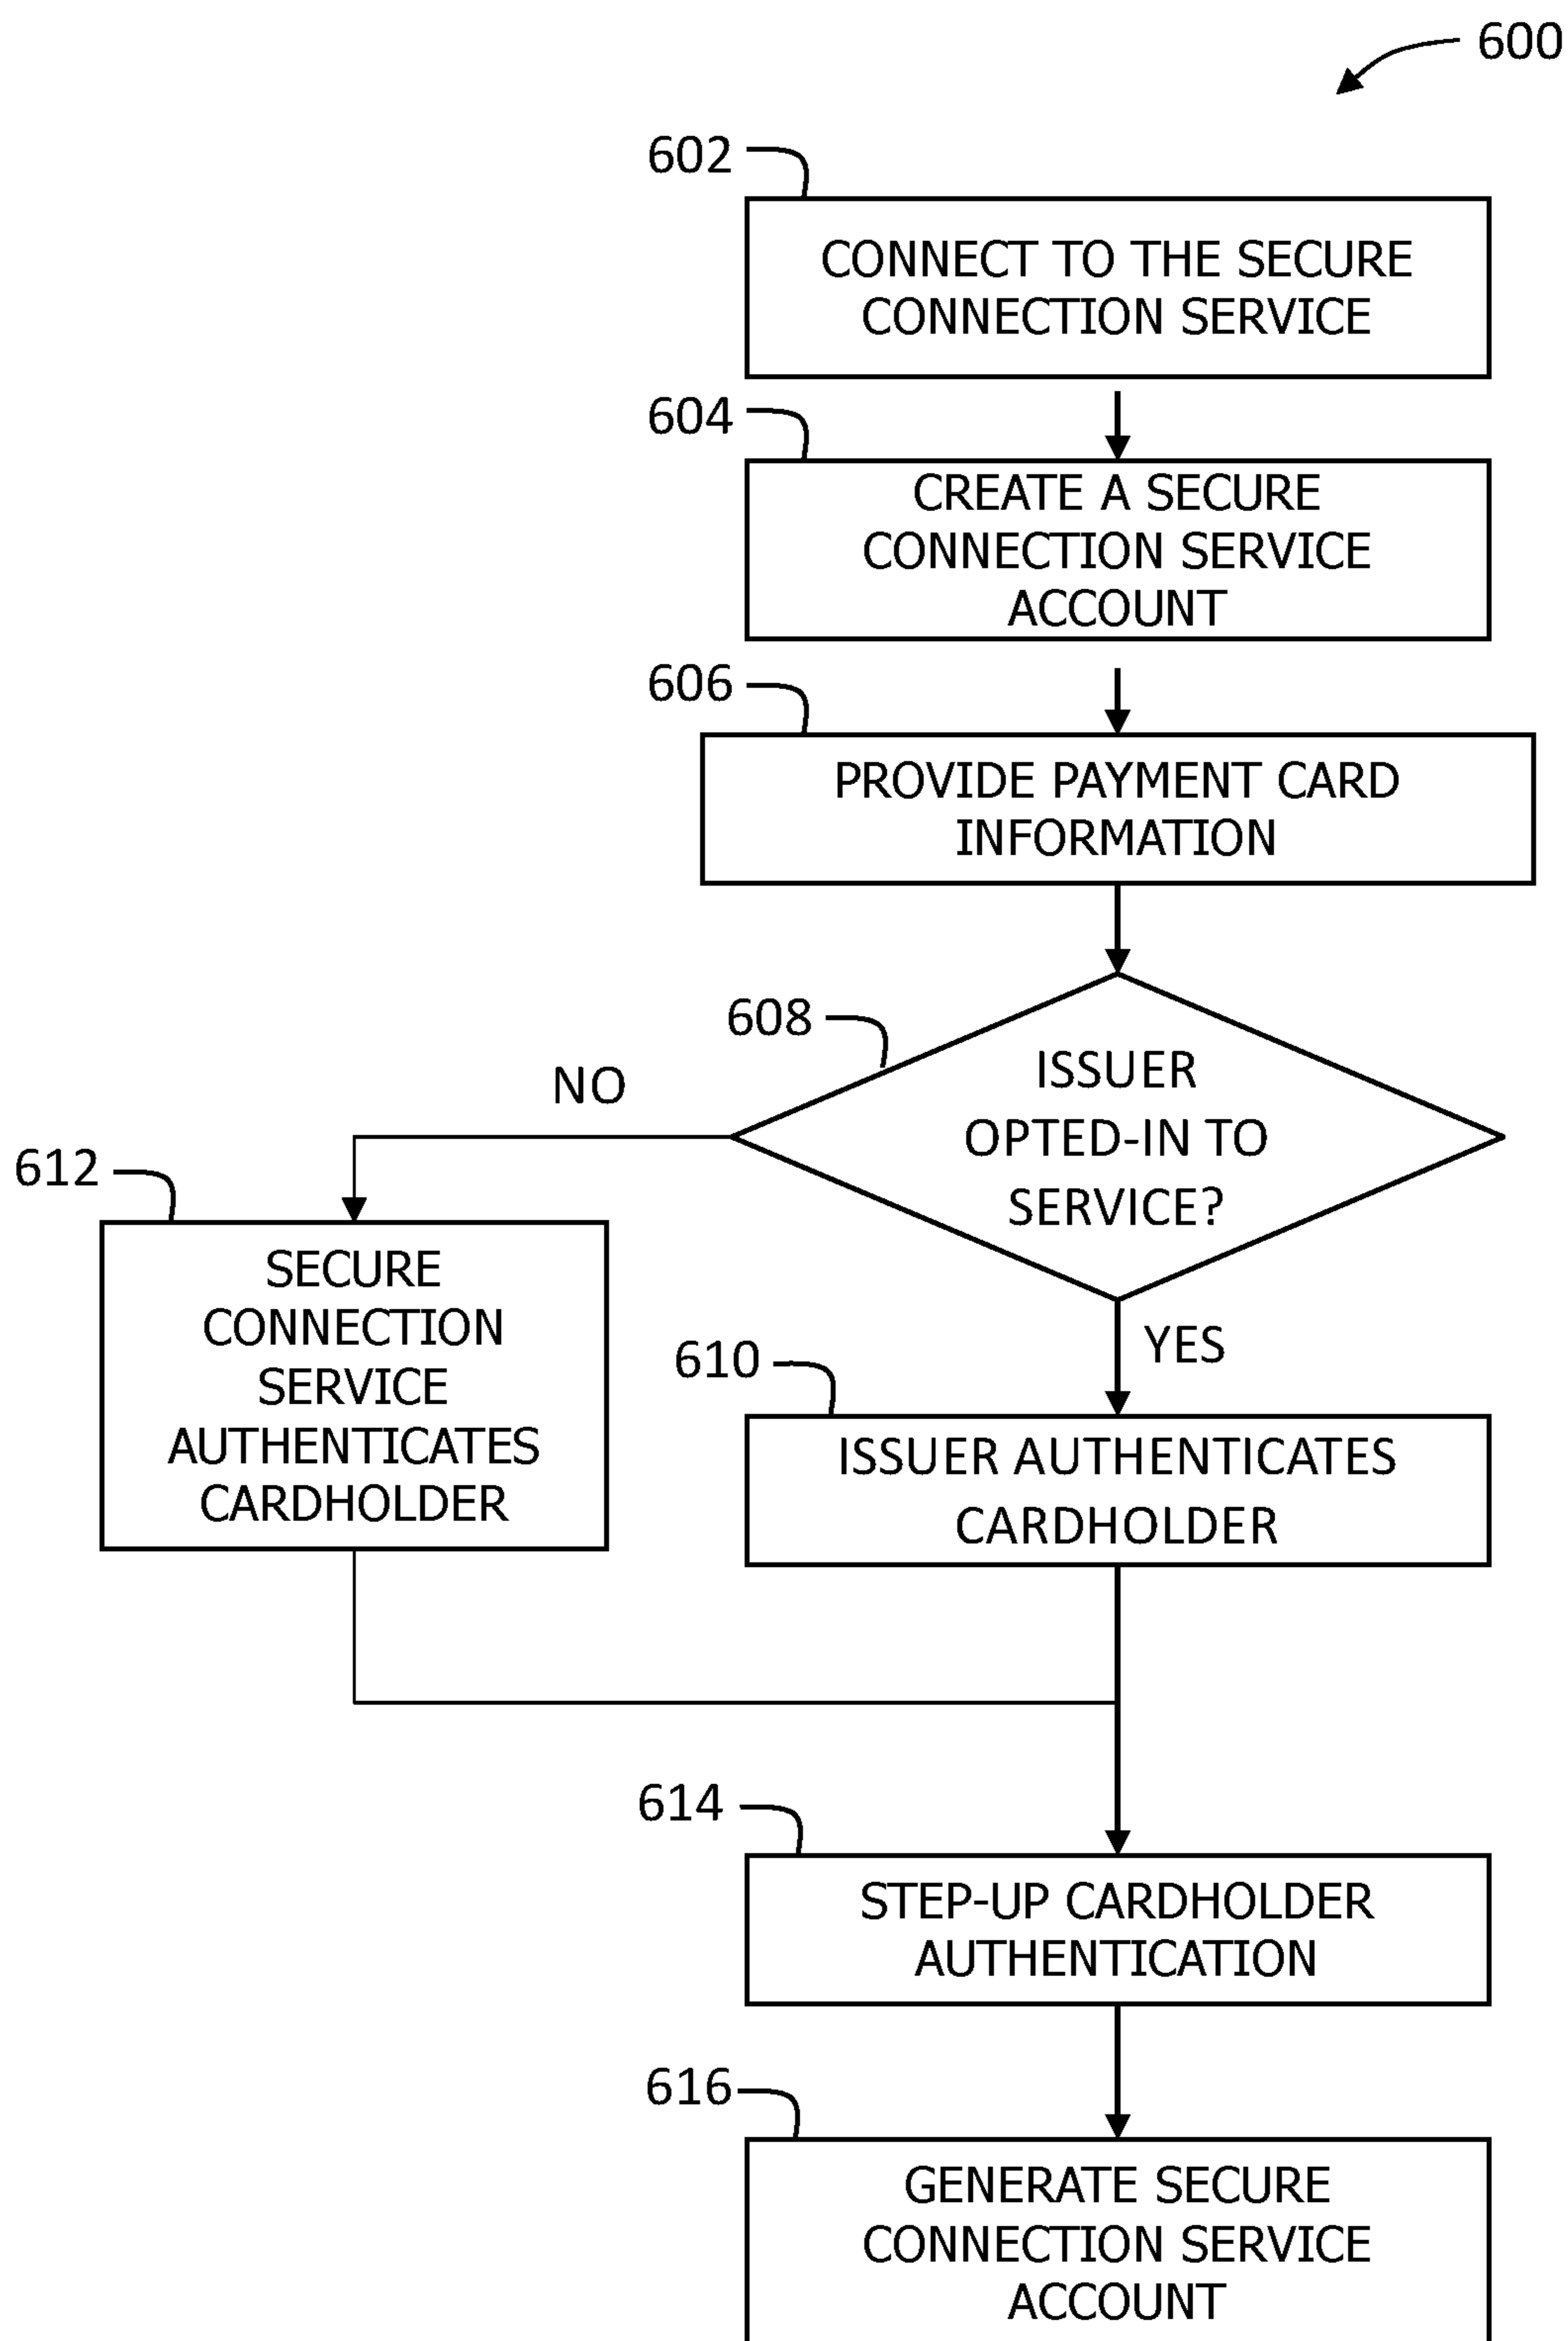 600
602
CONNECT TO THE SECURE
CONNECTION SERVICE
604
CREATE A SECURE
CONNECTION SERVICE
ACCOUNT
606
PROVIDE PAYMENT CARD
INFORMATION
608
ISSUER
OPTED-IN TO
SERVICE?
NO
612
SECURE
CONNECTION
SERVICE
AUTHENTICATES
CARDHOLDER
YES
610
ISSUER AUTHENTICATES
CARDHOLDER
614
STEP-UP CARDHOLDER
AUTHENTICATION
616
GENERATE SECURE
CONNECTION SERVICE
ACCOUNT